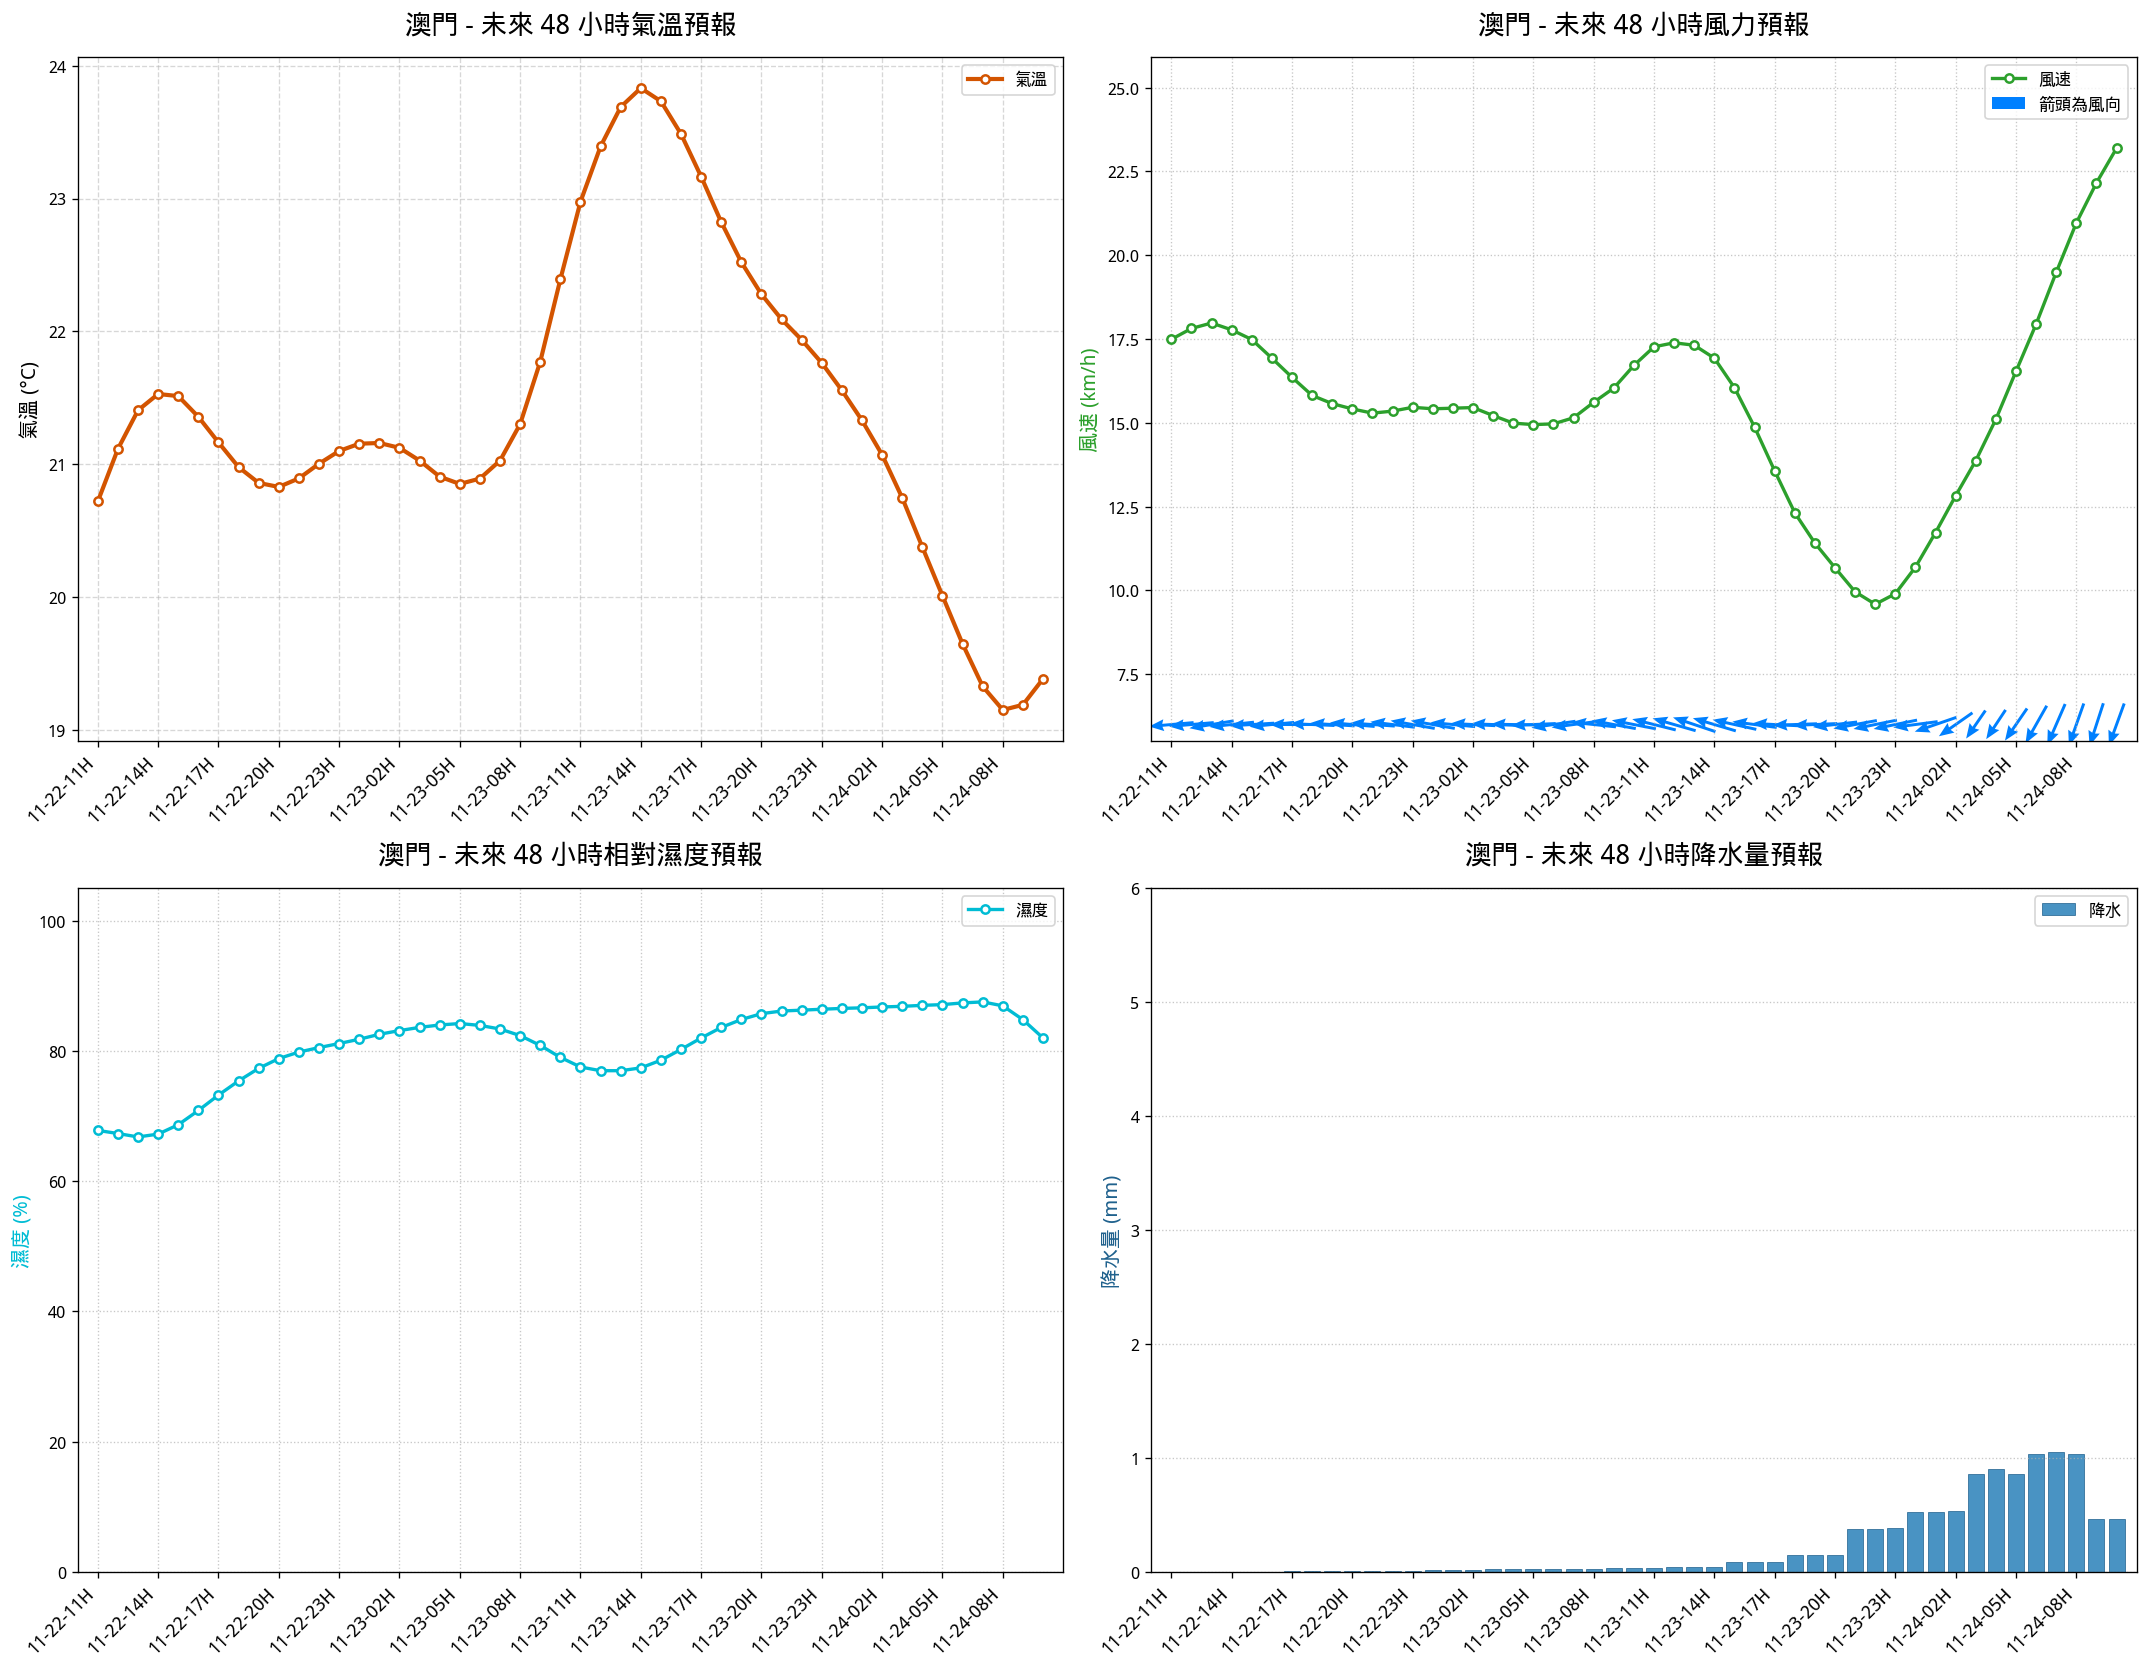 澳門 - 未來 48 小時氣溫預報
氣溫
氣溫 (°C)
24
23
22
21
20
19
11-22-11H
11-22-14H
11-22-17H
11-22-20H
11-22-23H
11-23-02H
11-23-05H
11-23-08H
11-23-11H
11-23-14H
11-23-17H
11-23-20H
11-23-23H
11-24-02H
11-24-05H
11-24-08H
澳門 - 未來 48 小時風力預報
風速
箭頭為風向
風速 (km/h)
25.0
22.5
20.0
17.5
15.0
12.5
10.0
7.5
11-22-11H
11-22-14H
11-22-17H
11-22-20H
11-22-23H
11-23-02H
11-23-05H
11-23-08H
11-23-11H
11-23-14H
11-23-17H
11-23-20H
11-23-23H
11-24-02H
11-24-05H
11-24-08H
澳門 - 未來 48 小時相對濕度預報
濕度
濕度 (%)
100
80
60
40
20
0
11-22-11H
11-22-14H
11-22-17H
11-22-20H
11-22-23H
11-23-02H
11-23-05H
11-23-08H
11-23-11H
11-23-14H
11-23-17H
11-23-20H
11-23-23H
11-24-02H
11-24-05H
11-24-08H
澳門 - 未來 48 小時降水量預報
降水
降水量 (mm)
6
5
4
3
2
1
0
11-22-11H
11-22-14H
11-22-17H
11-22-20H
11-22-23H
11-23-02H
11-23-05H
11-23-08H
11-23-11H
11-23-14H
11-23-17H
11-23-20H
11-23-23H
11-24-02H
11-24-05H
11-24-08H